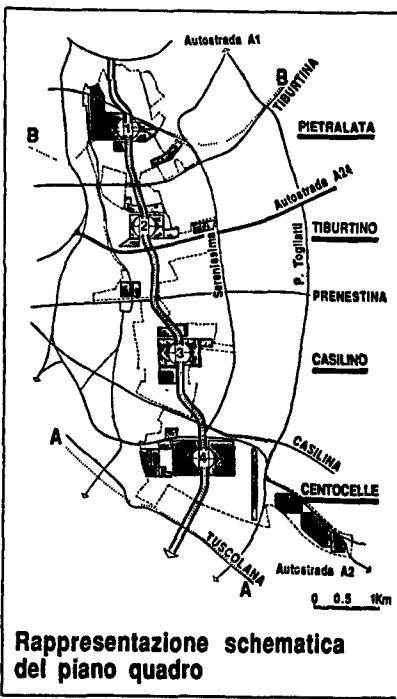 Autostrada A1
B
TIBURTINA
1
PIETRALATA
B
Autostrada A24
2
TIBURTINO
Serenissima
P. Togliatti
PRENESTINA
3
CASILINO
A
CASILINA
4
CENTOCELLE
TUSCOLANA
Autostrada A2
A
0 0.5 1Km
Rappresentazione schematica
del piano quadro